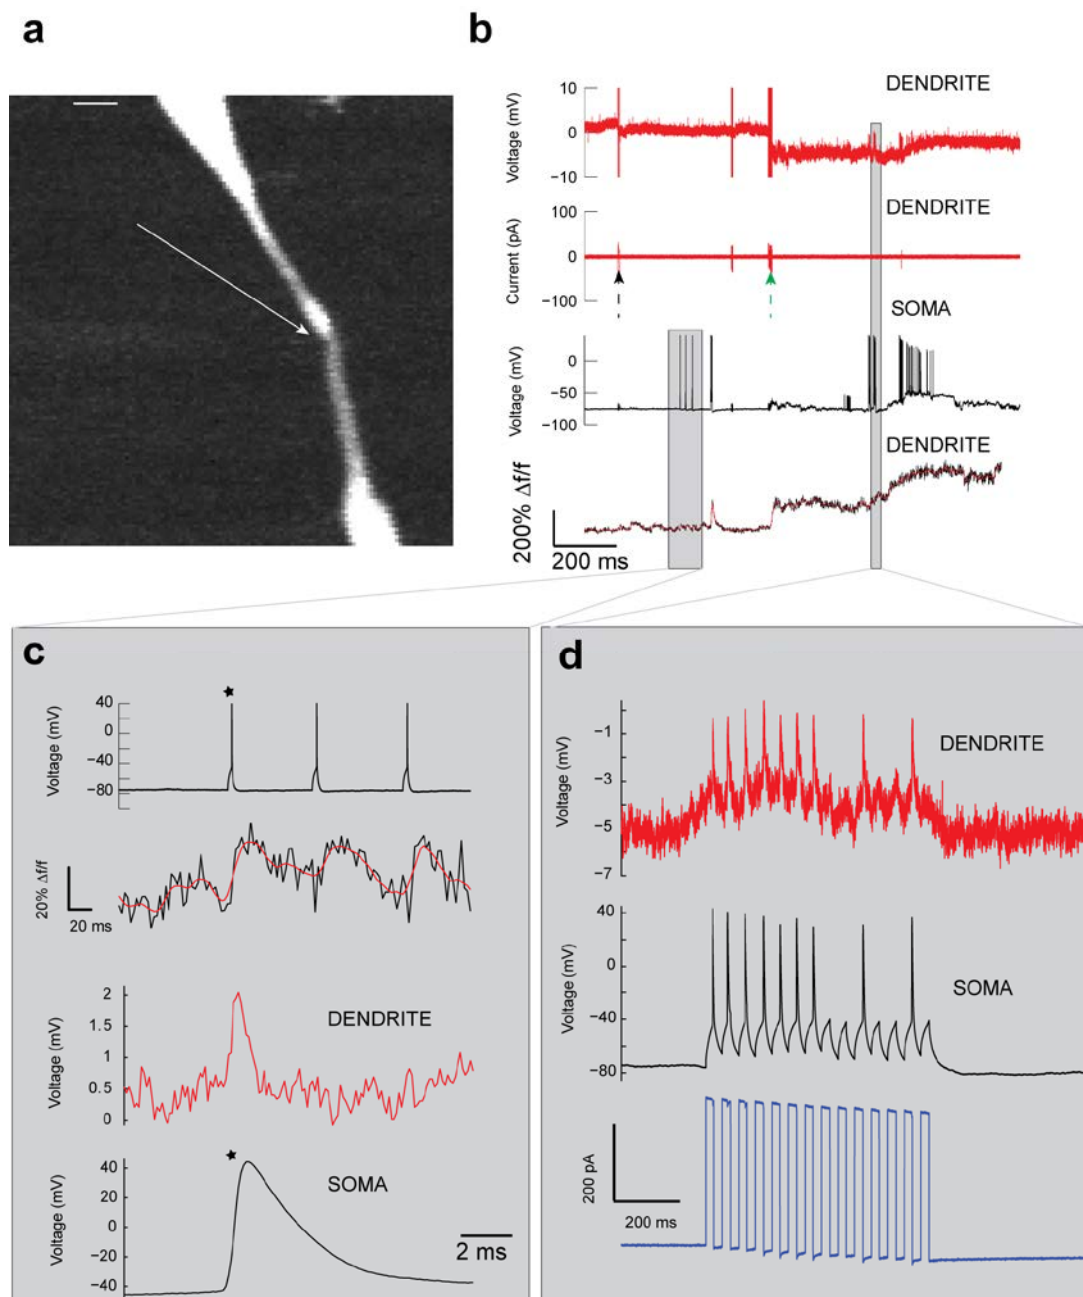 a
b
DENDRITE
Voltage (mV)
10
0
−10
DENDRITE
Current (pA)
100
0
−100
SOMA
Voltage (mV)
0
−50
−100
DENDRITE
200% Δf/f
200 ms
c
Voltage (mV)
40
0
−40
−80
20% Δf/f
20 ms
DENDRITE
Voltage (mV)
2
1.5
1
0.5
0
SOMA
Voltage (mV)
40
20
0
−20
−40
2 ms
d
DENDRITE
Voltage (mV)
−1
−3
−5
−7
SOMA
Voltage (mV)
40
0
−40
−80
200 pA
200 ms